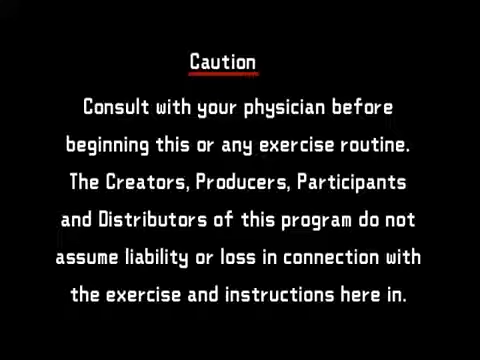 Caution
Consult with your physician before
beginning this or any exercise routine.
The Creators, Producers, Participants
and Distributors of this program do not
assume liability or loss in connection with
the exercise and instructions here in.